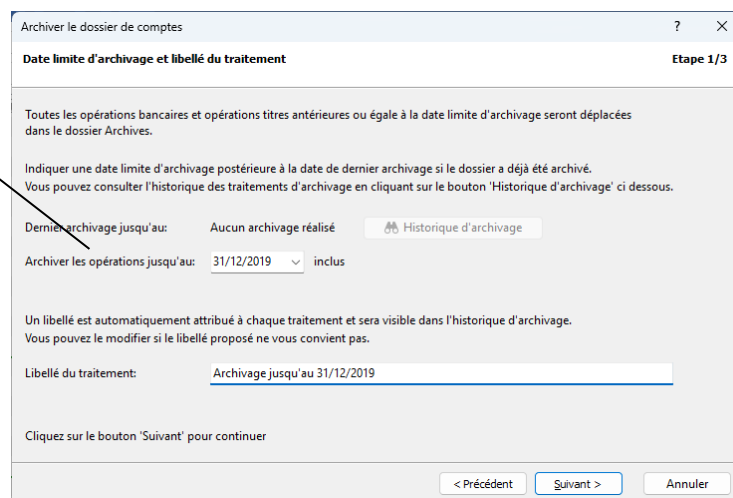 Archiver le dossier de comptes ? X
Date limite d'archivage et libellé du traitement Etape 1/3
Toutes les opérations bancaires et opérations titres antérieures ou égale à la date limite d'archivage seront déplacées
dans le dossier Archives.
Indiquer une date limite d'archivage postérieure à la date de dernier archivage si le dossier a déjà été archivé.
Vous pouvez consulter l'historique des traitements d'archivage en cliquant sur le bouton 'Historique d'archivage' ci dessous.
Dernier archivage jusqu'au: Aucun archivage réalisé Historique d'archivage
Archiver les opérations jusqu'au: 31/12/2019 inclus
Un libellé est automatiquement attribué à chaque traitement et sera visible dans l'historique d'archivage.
Vous pouvez le modifier si le libellé proposé ne vous convient pas.
Libellé du traitement: Archivage jusqu'au 31/12/2019
Cliquez sur le bouton 'Suivant' pour continuer
< Précédent Suivant > Annuler